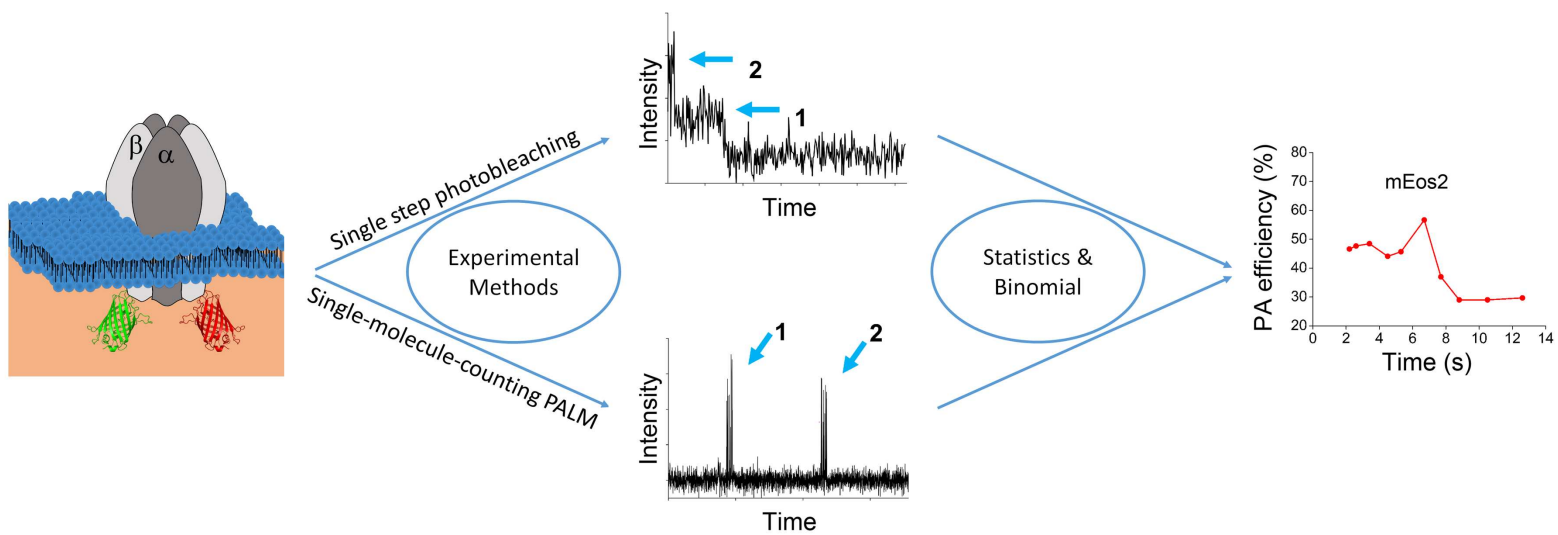 β
α
Single step photobleaching
Single-molecule-counting PALM
Experimental
Methods
Intensity
2
1
Time
Intensity
1
2
Time
Statistics &
Binomial
PA efficiency (%)
80
70
60
50
40
30
20
mEos2
0
2
4
6
8
10
12
14
Time (s)